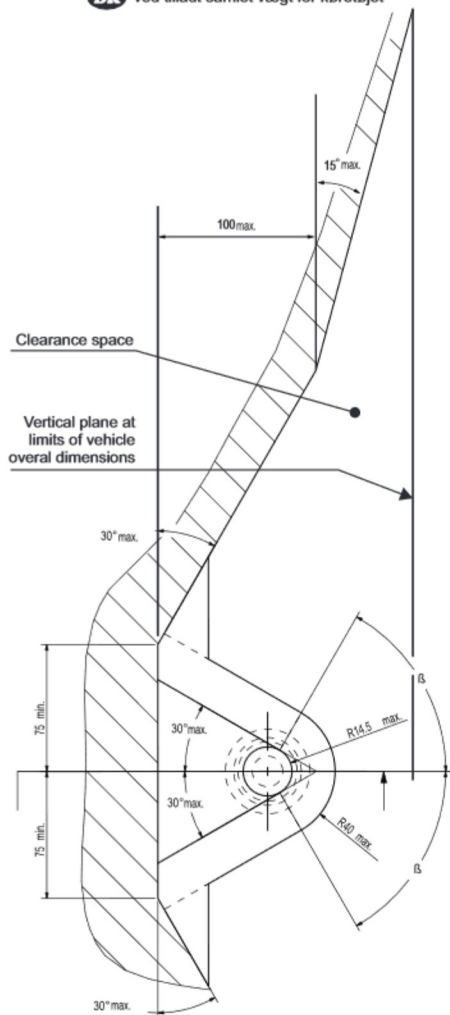 DK ved tilladt samlet vægt for køretøjet
15° max.
100 max.
Clearance space
Vertical plane at
limits of vehicle
overal dimensions
30° max.
ß
75 min.
R14.5 max.
30° max.
30° max.
75 min.
R40 max.
ß
30° max.